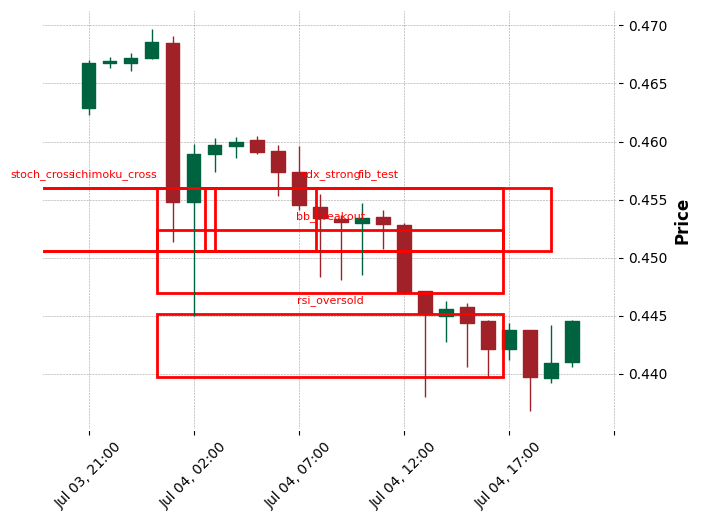 0.470
0.465
0.460
stoch_cross ichimoku_cross adx_strong fib_test
0.455
bb_breakout
0.450
rsi_oversold
0.445
0.440
Price
Jul 03, 21:00
Jul 04, 02:00
Jul 04, 07:00
Jul 04, 12:00
Jul 04, 17:00